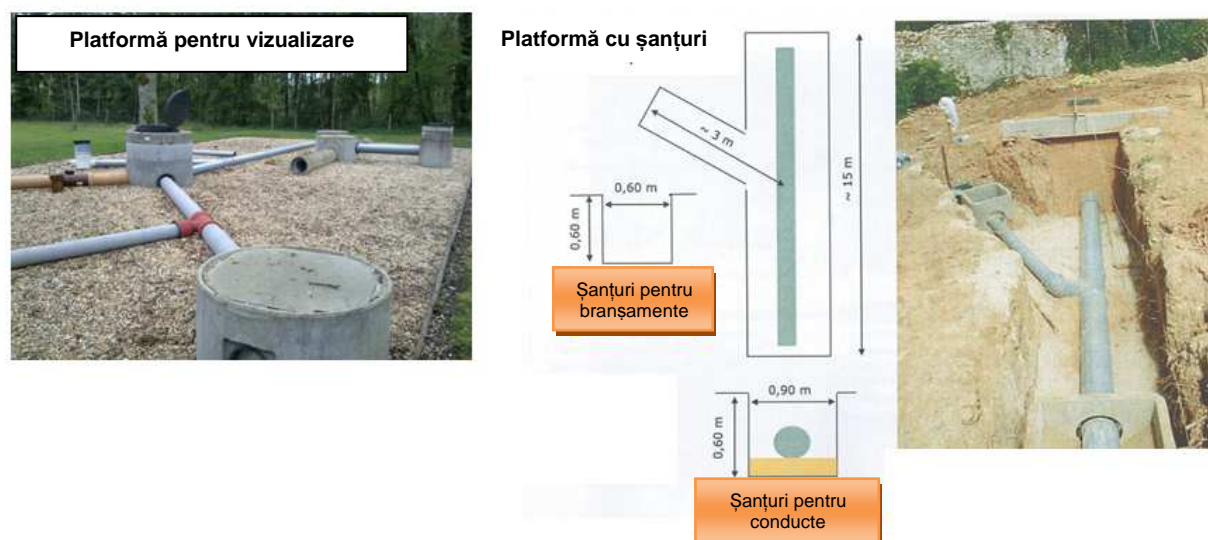 Platformă pentru vizualizare
Platformă cu șanțuri
~ 3 m
~ 15 m
0,60 m
0,60 m
Șanțuri pentru
branșamente
0,90 m
0,60 m
Șanțuri pentru
conducte